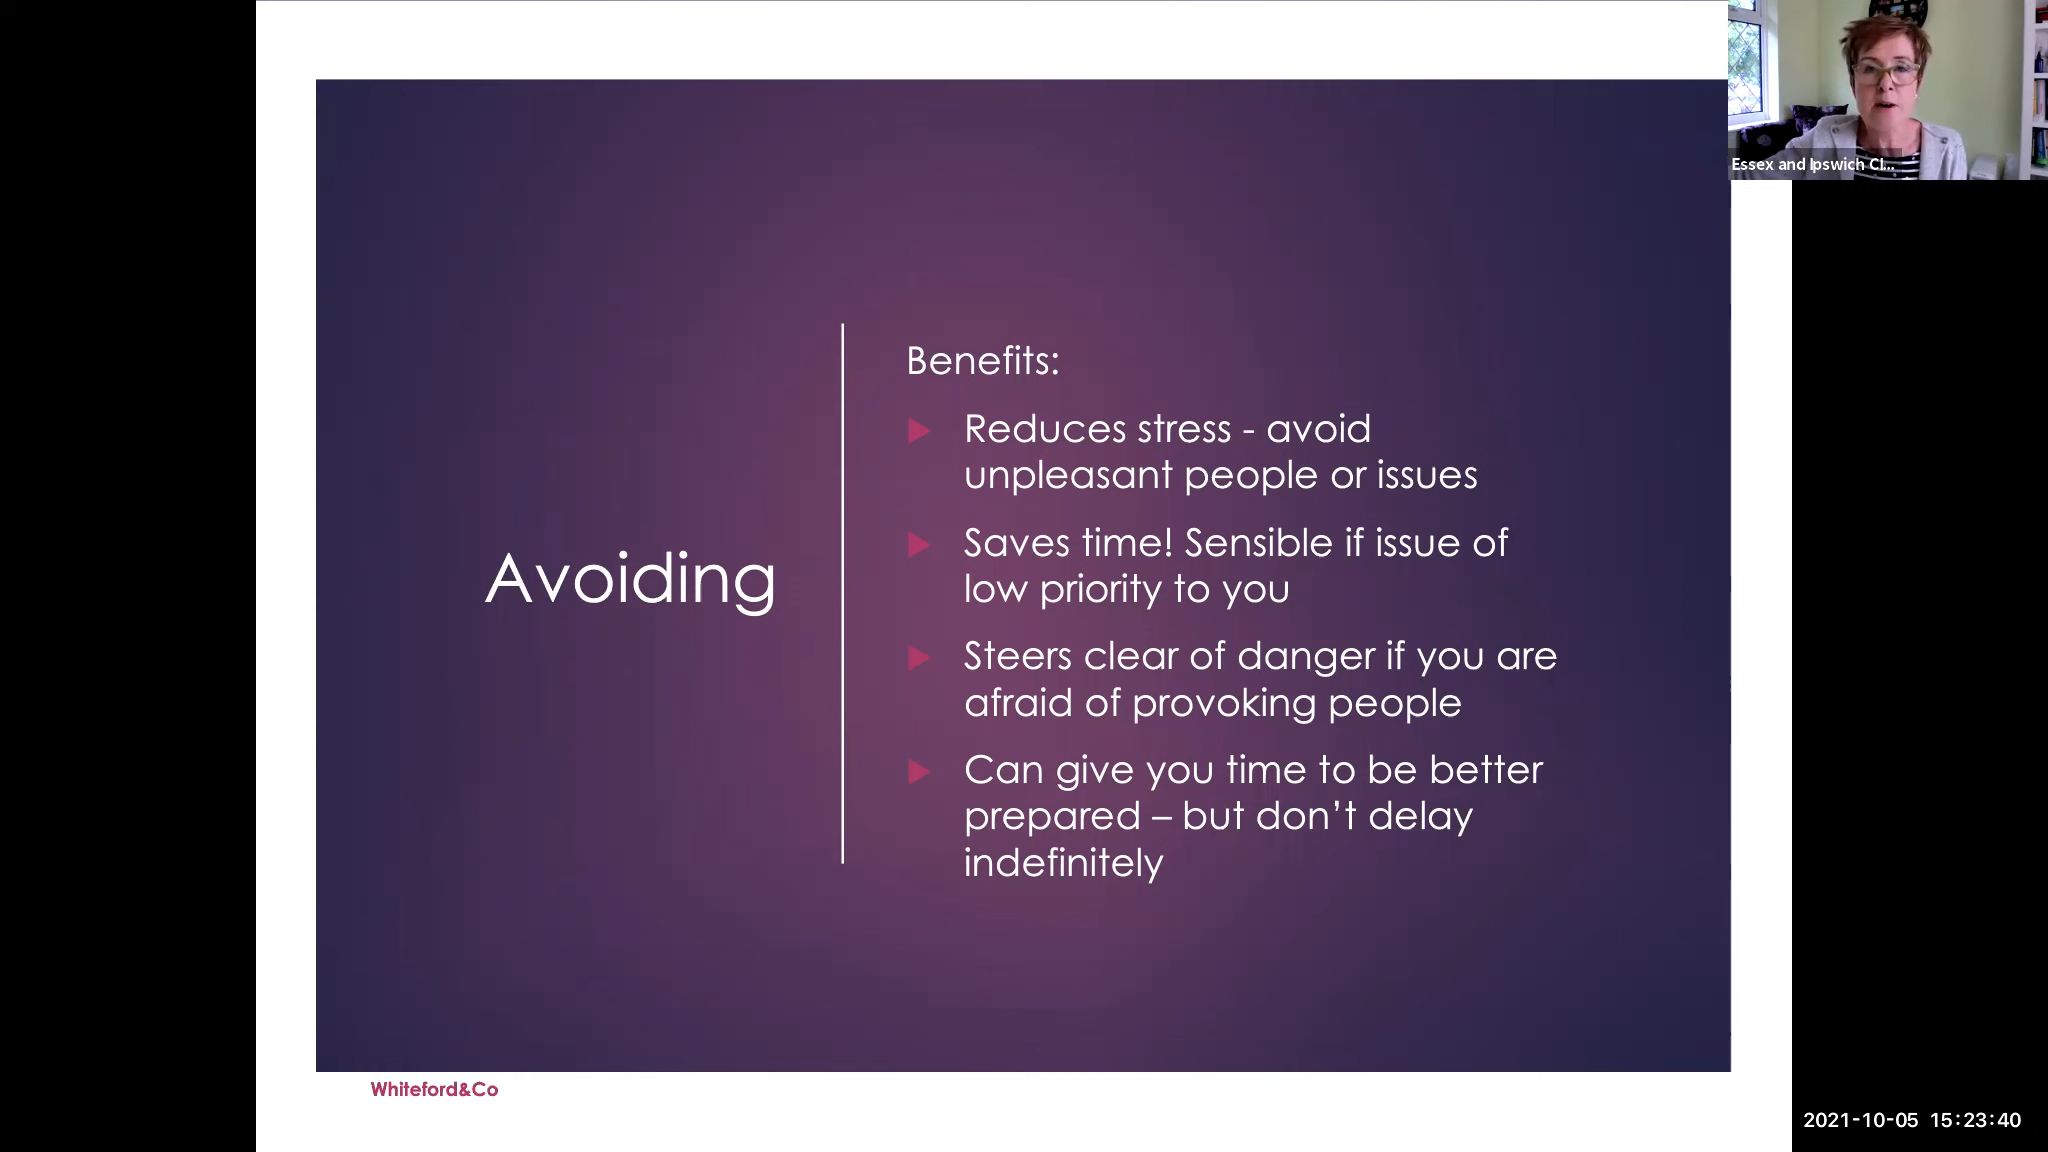 Essex and Ipswich Cl...
Avoiding
Benefits:
Reduces stress - avoid
unpleasant people or issues
Saves time! Sensible if issue of
low priority to you
Steers clear of danger if you are
afraid of provoking people
Can give you time to be better
prepared – but don’t delay
indefinitely
Whiteford&Co
2021-10-05 15:23:40